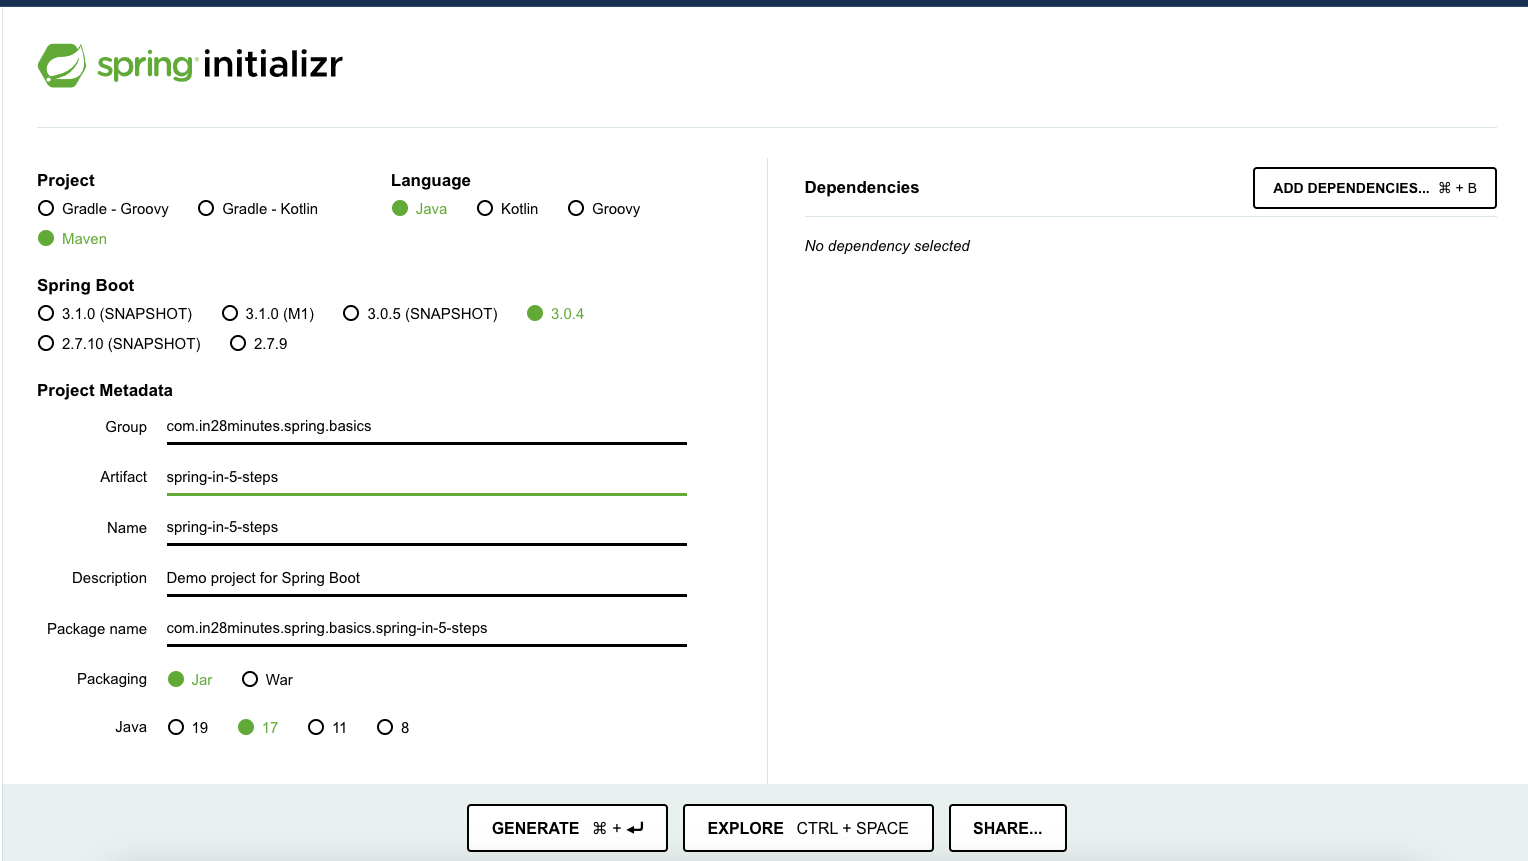 spring initializr
Project
Gradle - Groovy Gradle - Kotlin
Maven
Language
Java Kotlin Groovy
Spring Boot
3.1.0 (SNAPSHOT) 3.1.0 (M1) 3.0.5 (SNAPSHOT) 3.0.4
2.7.10 (SNAPSHOT) 2.7.9
Project Metadata
Group com.in28minutes.spring.basics
Artifact spring-in-5-steps
Name spring-in-5-steps
Description Demo project for Spring Boot
Package name com.in28minutes.spring.basics.spring-in-5-steps
Packaging Jar War
Java 19 17 11 8
Dependencies
ADD DEPENDENCIES... ⌘ + B
No dependency selected
GENERATE ⌘ + ↵
EXPLORE CTRL + SPACE
SHARE...